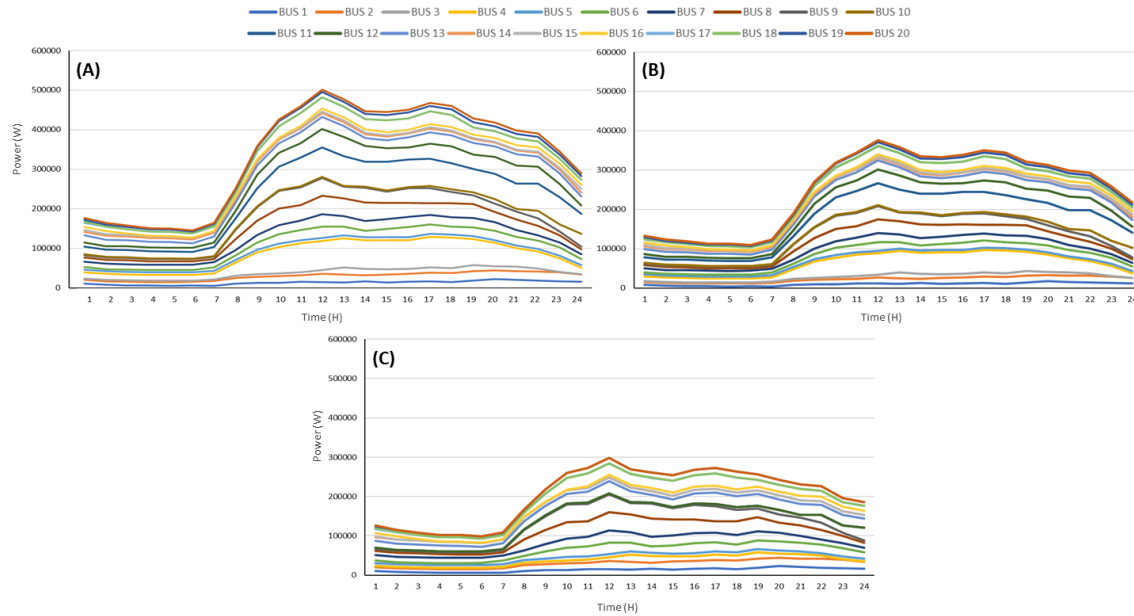 BUS 1 BUS 2 BUS 3 BUS 4 BUS 5 BUS 6 BUS 7 BUS 8 BUS 9 BUS 10
BUS 11 BUS 12 BUS 13 BUS 14 BUS 15 BUS 16 BUS 17 BUS 18 BUS 19 BUS 20
(A)
600000
500000
400000
300000
200000
100000
0
Power (W)
1 2 3 4 5 6 7 8 9 10 11 12 13 14 15 16 17 18 19 20 21 22 23 24
Time (H)
(B)
600000
500000
400000
300000
200000
100000
0
Power (W)
1 2 3 4 5 6 7 8 9 10 11 12 13 14 15 16 17 18 19 20 21 22 23 24
Time (H)
(C)
600000
500000
400000
300000
200000
100000
0
Power (W)
1 2 3 4 5 6 7 8 9 10 11 12 13 14 15 16 17 18 19 20 21 22 23 24
Time (H)